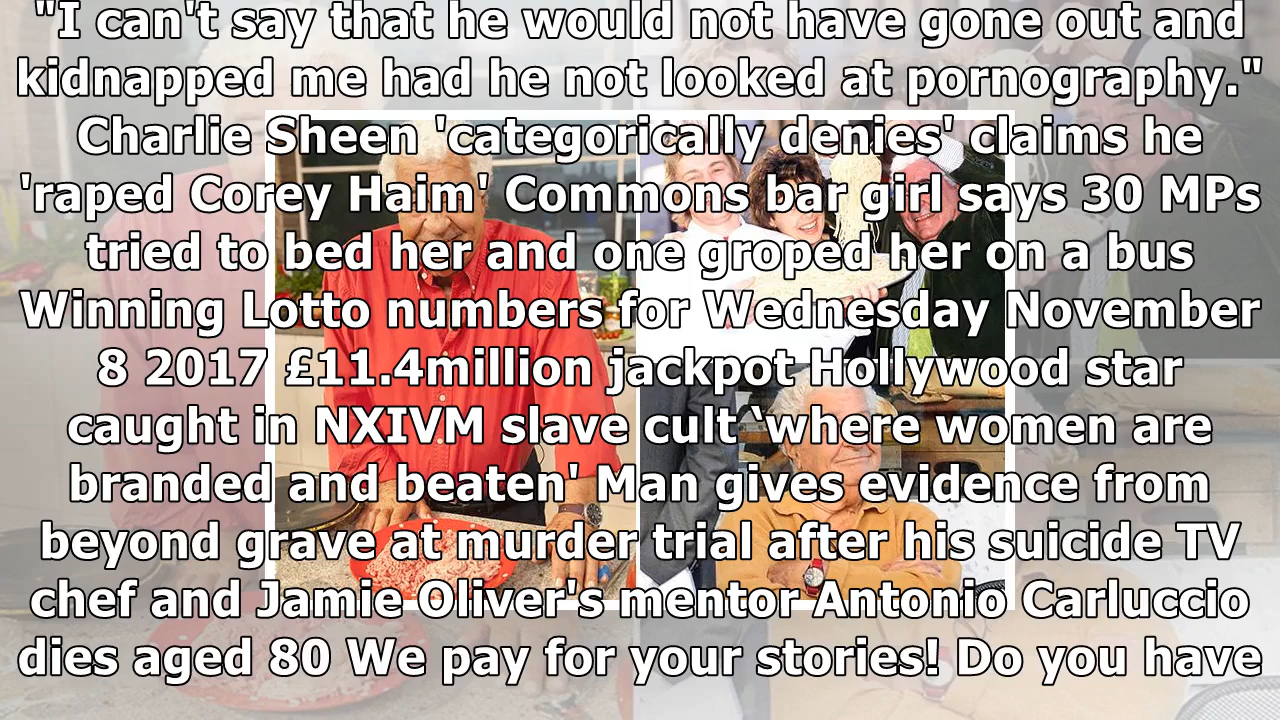 "I can't say that he would not have gone out and
kidnapped me had he not looked at pornography."
Charlie Sheen 'categorically denies' claims he
'raped Corey Haim' Commons bar girl says 30 MPs
tried to bed her and one groped her on a bus
Winning Lotto numbers for Wednesday November
8 2017 £11.4million jackpot Hollywood star
caught in NXIVM slave cult ‘where women are
branded and beaten' Man gives evidence from
beyond grave at murder trial after his suicide TV
chef and Jamie Oliver's mentor Antonio Carluccio
dies aged 80 We pay for your stories! Do you have